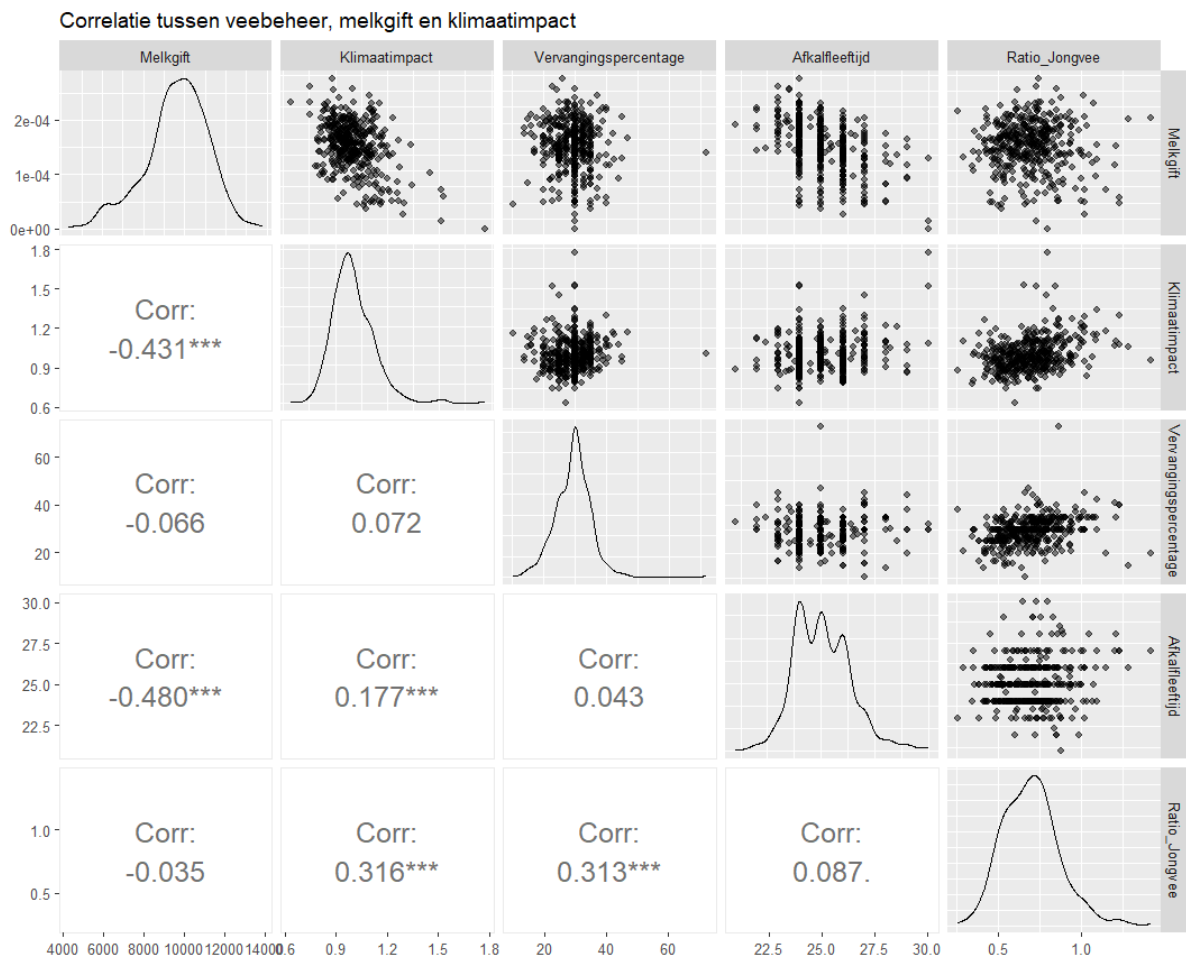 Correlatie tussen veebeheer, melkgift en klimaatimpact
Melkgift
Klimaatimpact
Vervangingspercentage
Afkalfleeftijd
Ratio_Jongvee
2e-04
1e-04
0e+00
Melkgift
1.8
1.5
1.2
0.9
0.6
Corr:
-0.431***
Klimaatimpact
60
40
20
Corr:
-0.066
Corr:
0.072
Vervangingspercentage
30.0
27.5
25.0
22.5
Corr:
-0.480***
Corr:
0.177***
Corr:
0.043
Afkalfleeftijd
1.0
0.5
Corr:
-0.035
Corr:
0.316***
Corr:
0.313***
Corr:
0.087.
Ratio_Jongvee
4000 6000 8000 10000 12000 14000
0.6 0.9 1.2 1.5 1.8
20 40 60
22.5 25.0 27.5 30.0
0.5 1.0